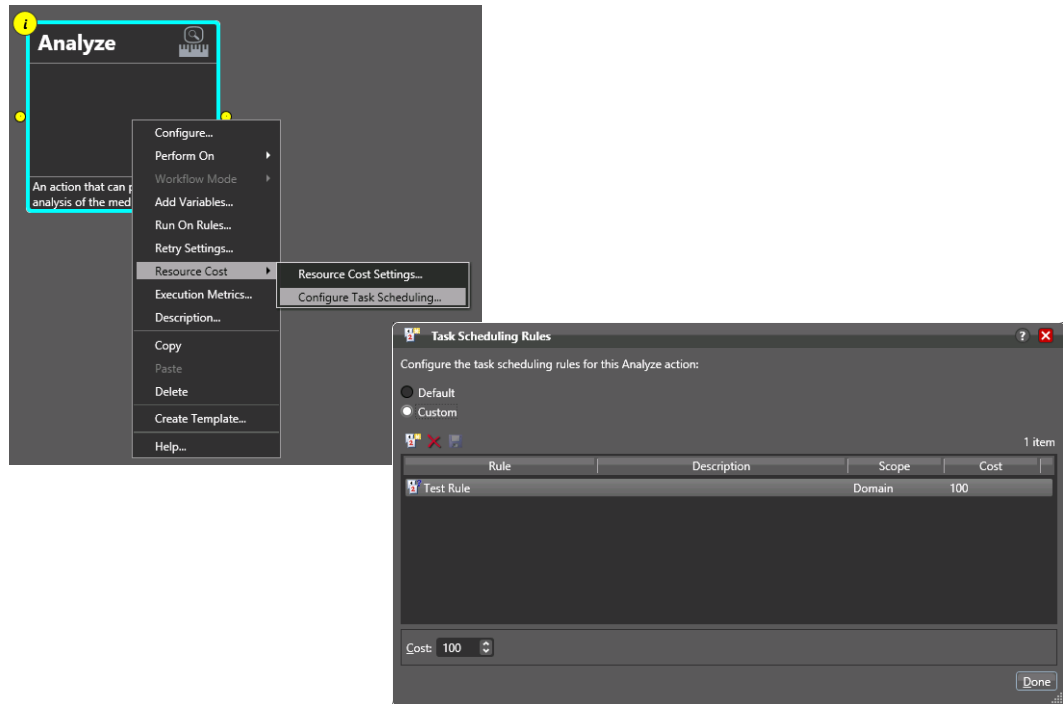 i
Analyze
Configure...
Perform On
Workflow Mode
Add Variables...
Run On Rules...
Retry Settings...
Resource Cost
Execution Metrics...
Description...
Copy
Paste
Delete
Create Template...
Help...
An action that can p
analysis of the med
Resource Cost Settings...
Configure Task Scheduling...
Task Scheduling Rules
?
Configure the task scheduling rules for this Analyze action:
Default
Custom
1 item
Rule Description Scope Cost
Test Rule Domain 100
Cost: 100
Done